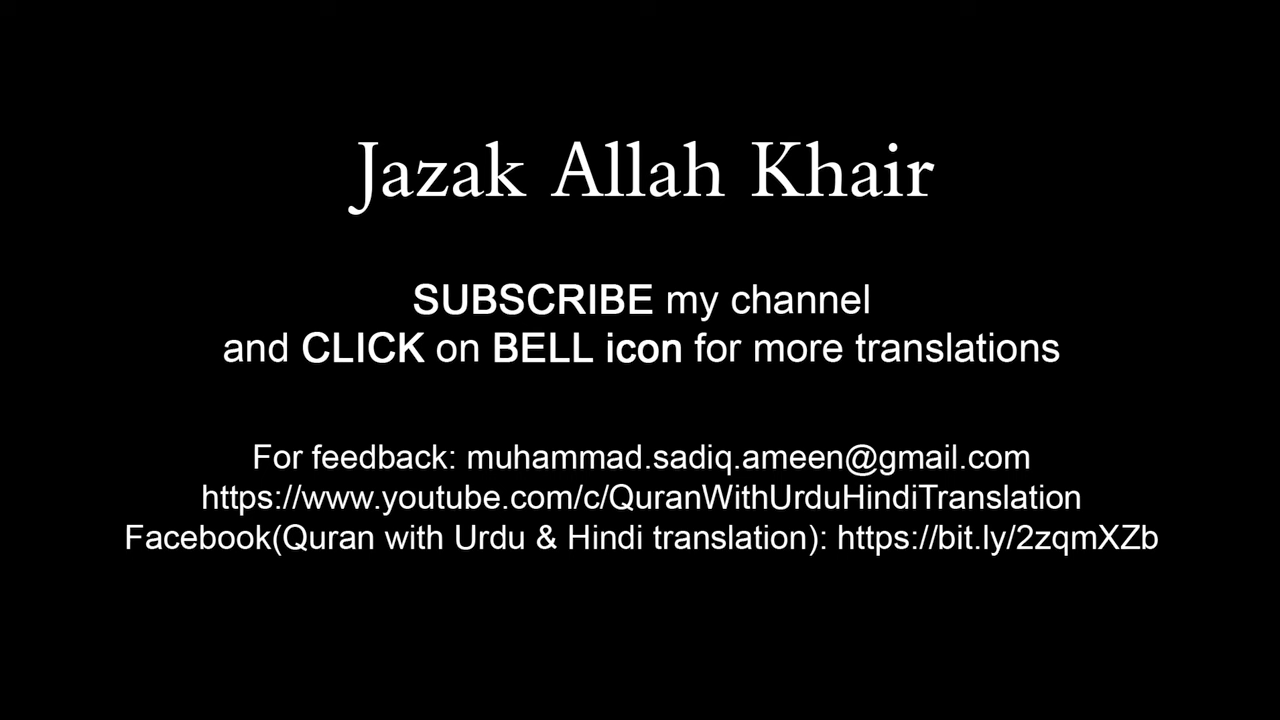 Jazak Allah Khair
SUBSCRIBE my channel
and CLICK on BELL icon for more translations
For feedback: muhammad.sadiq.ameen@gmail.com
https://www.youtube.com/c/QuranWithUrduHindiTranslation
Facebook(Quran with Urdu & Hindi translation): https://bit.ly/2zqmXZb